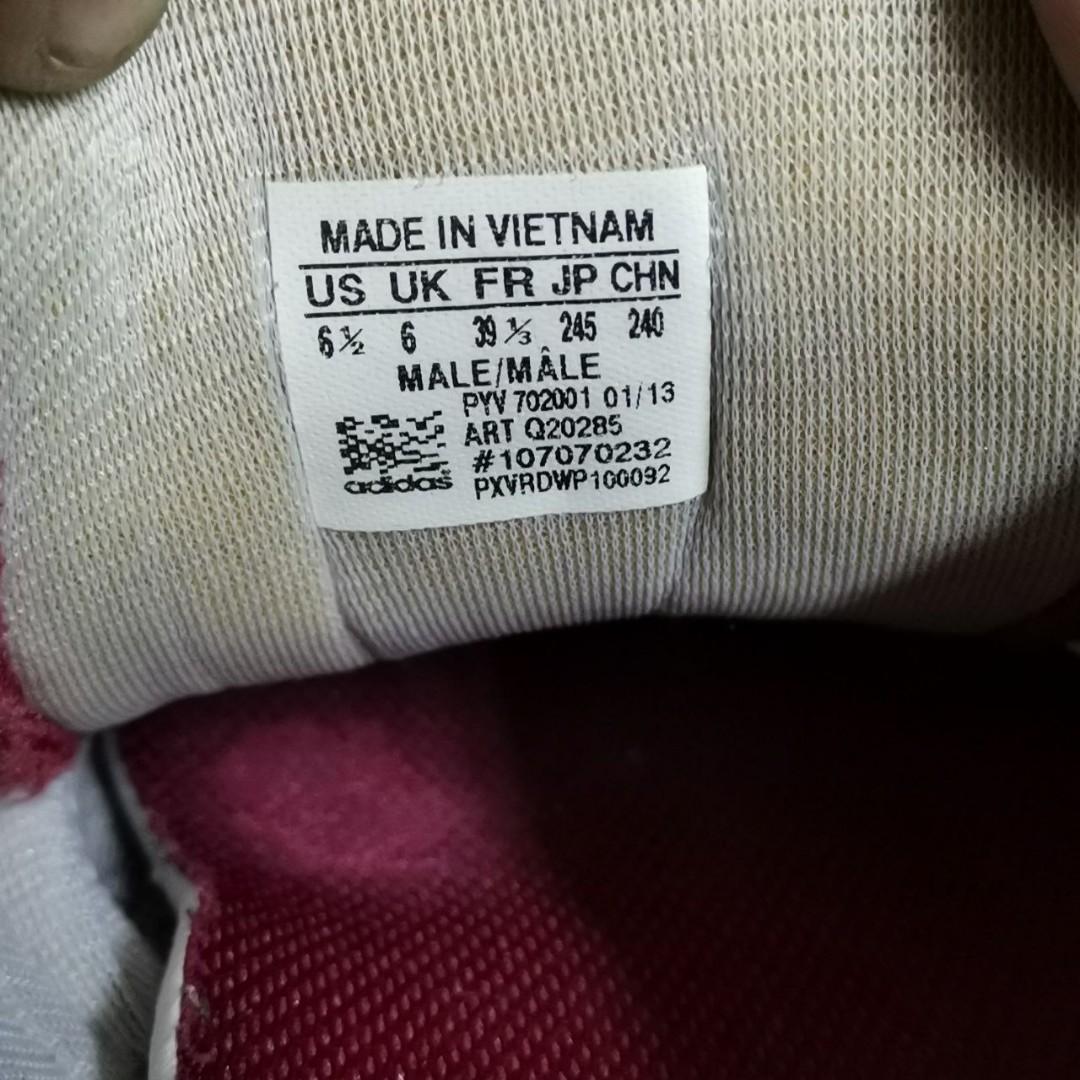 MADE IN VIETNAM
US UK FR JP CHN
6½ 6 39⅓ 245 240
MALE/MÂLE
PYV 702001 01/13
ART Q20285
#107070232
adidas PXVRDWP100092